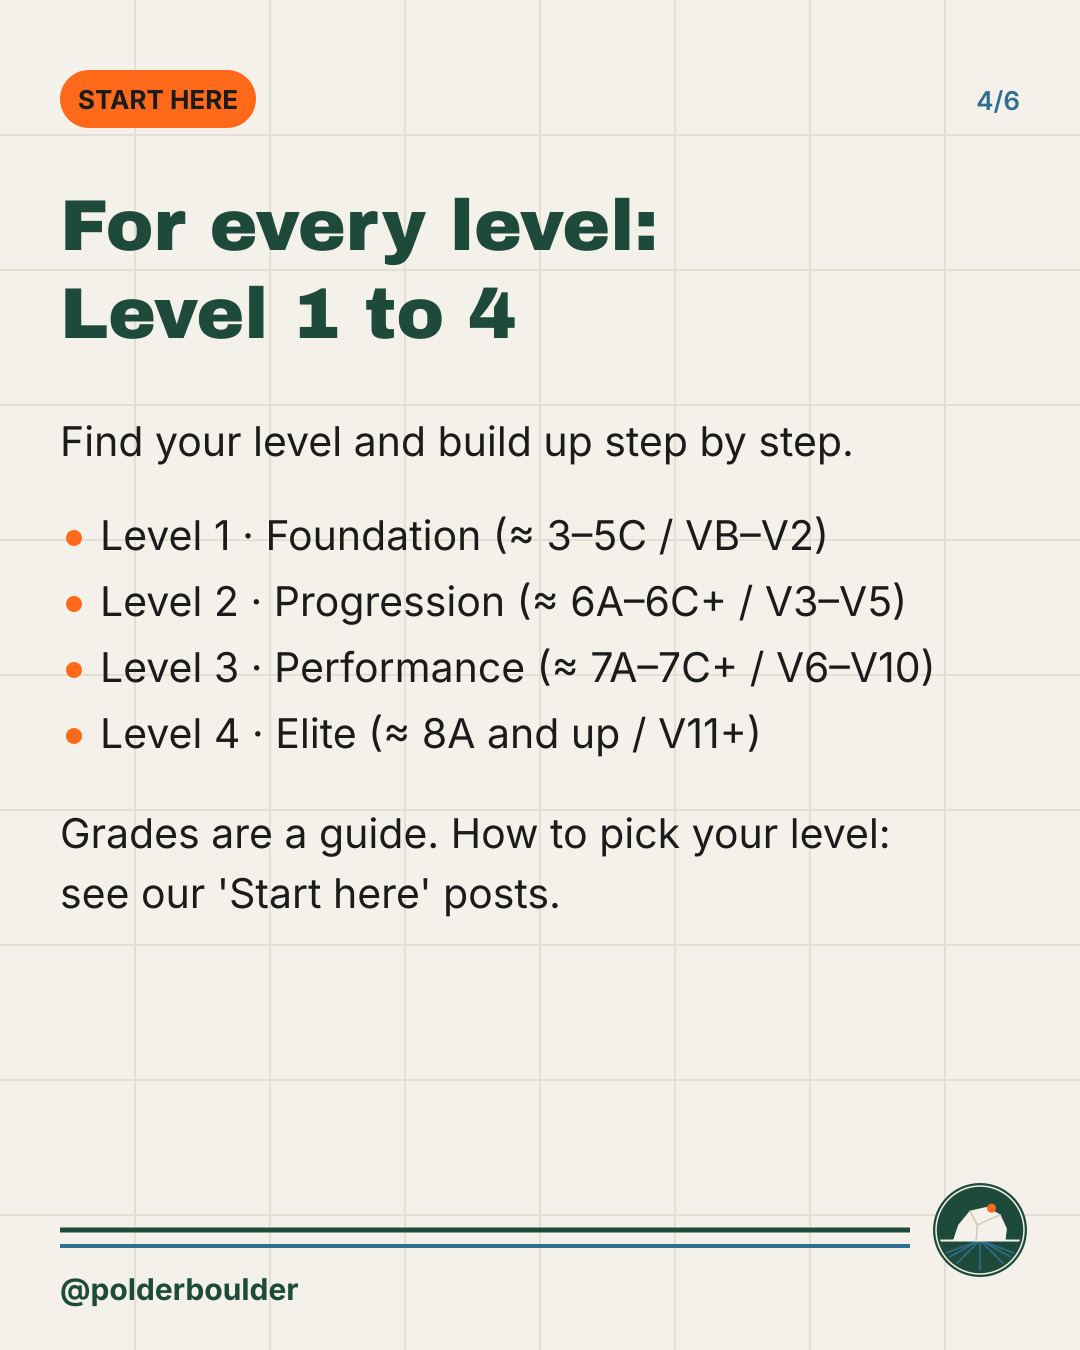 START HERE
4/6
For every level:
Level 1 to 4
Find your level and build up step by step.
Level 1 · Foundation (≈ 3–5C / VB–V2)
Level 2 · Progression (≈ 6A–6C+ / V3–V5)
Level 3 · Performance (≈ 7A–7C+ / V6–V10)
Level 4 · Elite (≈ 8A and up / V11+)
Grades are a guide. How to pick your level:
see our 'Start here' posts.
@polderboulder